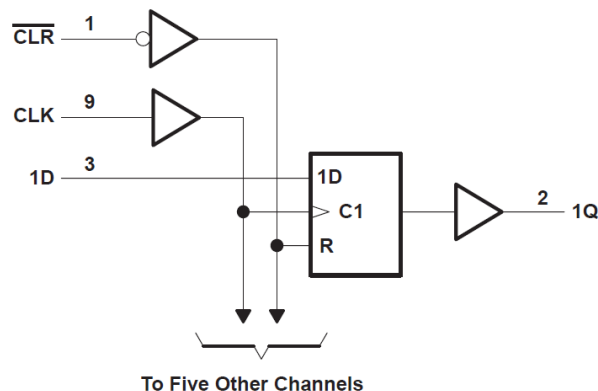 CLR 1
CLK 9
1D 3
1D
C1
R
2 1Q
To Five Other Channels